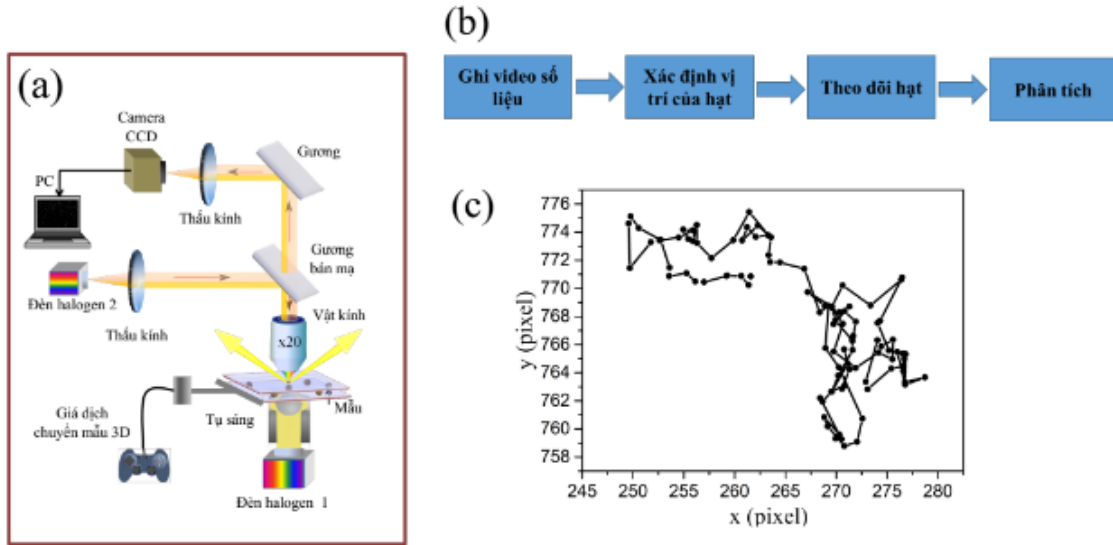 (a)
Camera
CCD
Gương
PC
Thấu kính
Gương
bán mạ
Đèn halogen 2
Thấu kính
Vật kính
x20
Mẫu
Tụ sáng
Giá dịch
chuyển mẫu 3D
Đèn halogen 1
(b)
Ghi video số
liệu
Xác định vị
trí của hạt
Theo dõi hạt
Phân tích
(c)
776
774
772
770
768
766
764
762
760
758
y (pixel)
245 250 255 260 265 270 275 280
x (pixel)